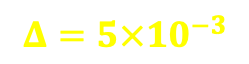 Δ = 5×10⁻³